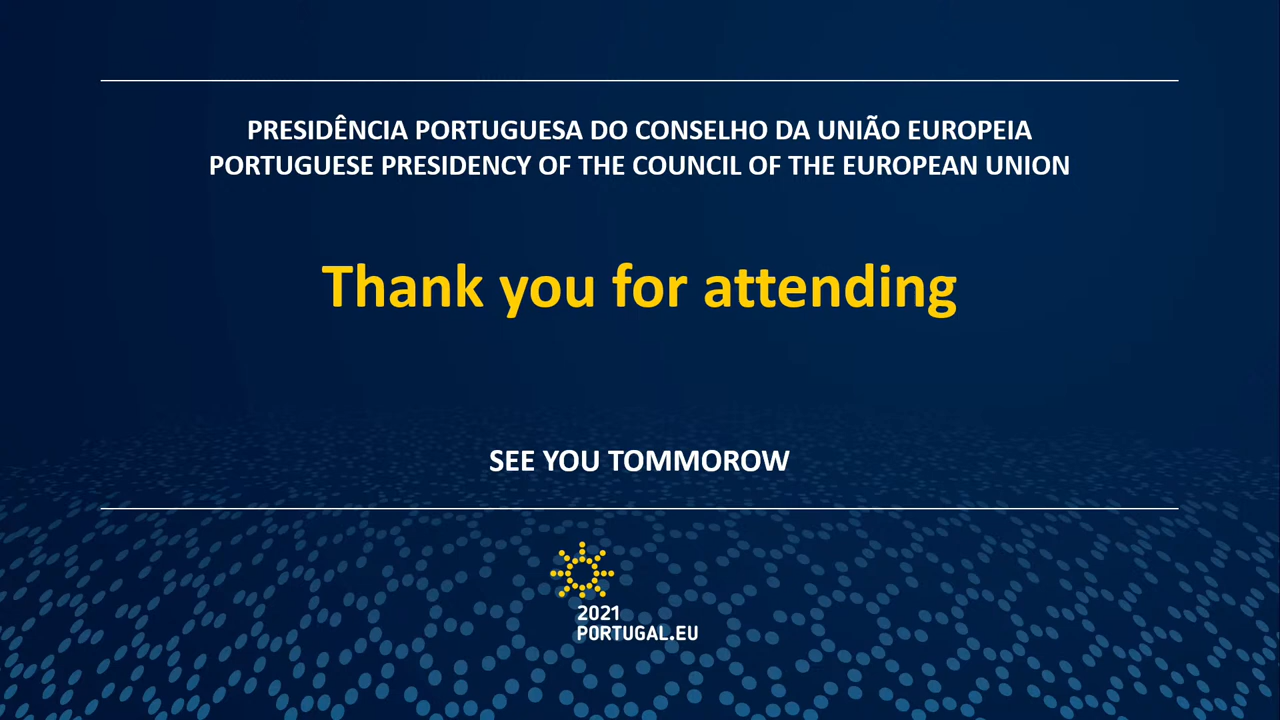 PRESIDÊNCIA PORTUGUESA DO CONSELHO DA UNIÃO EUROPEIA
PORTUGUESE PRESIDENCY OF THE COUNCIL OF THE EUROPEAN UNION
Thank you for attending
SEE YOU TOMMOROW
2021
PORTUGAL.EU